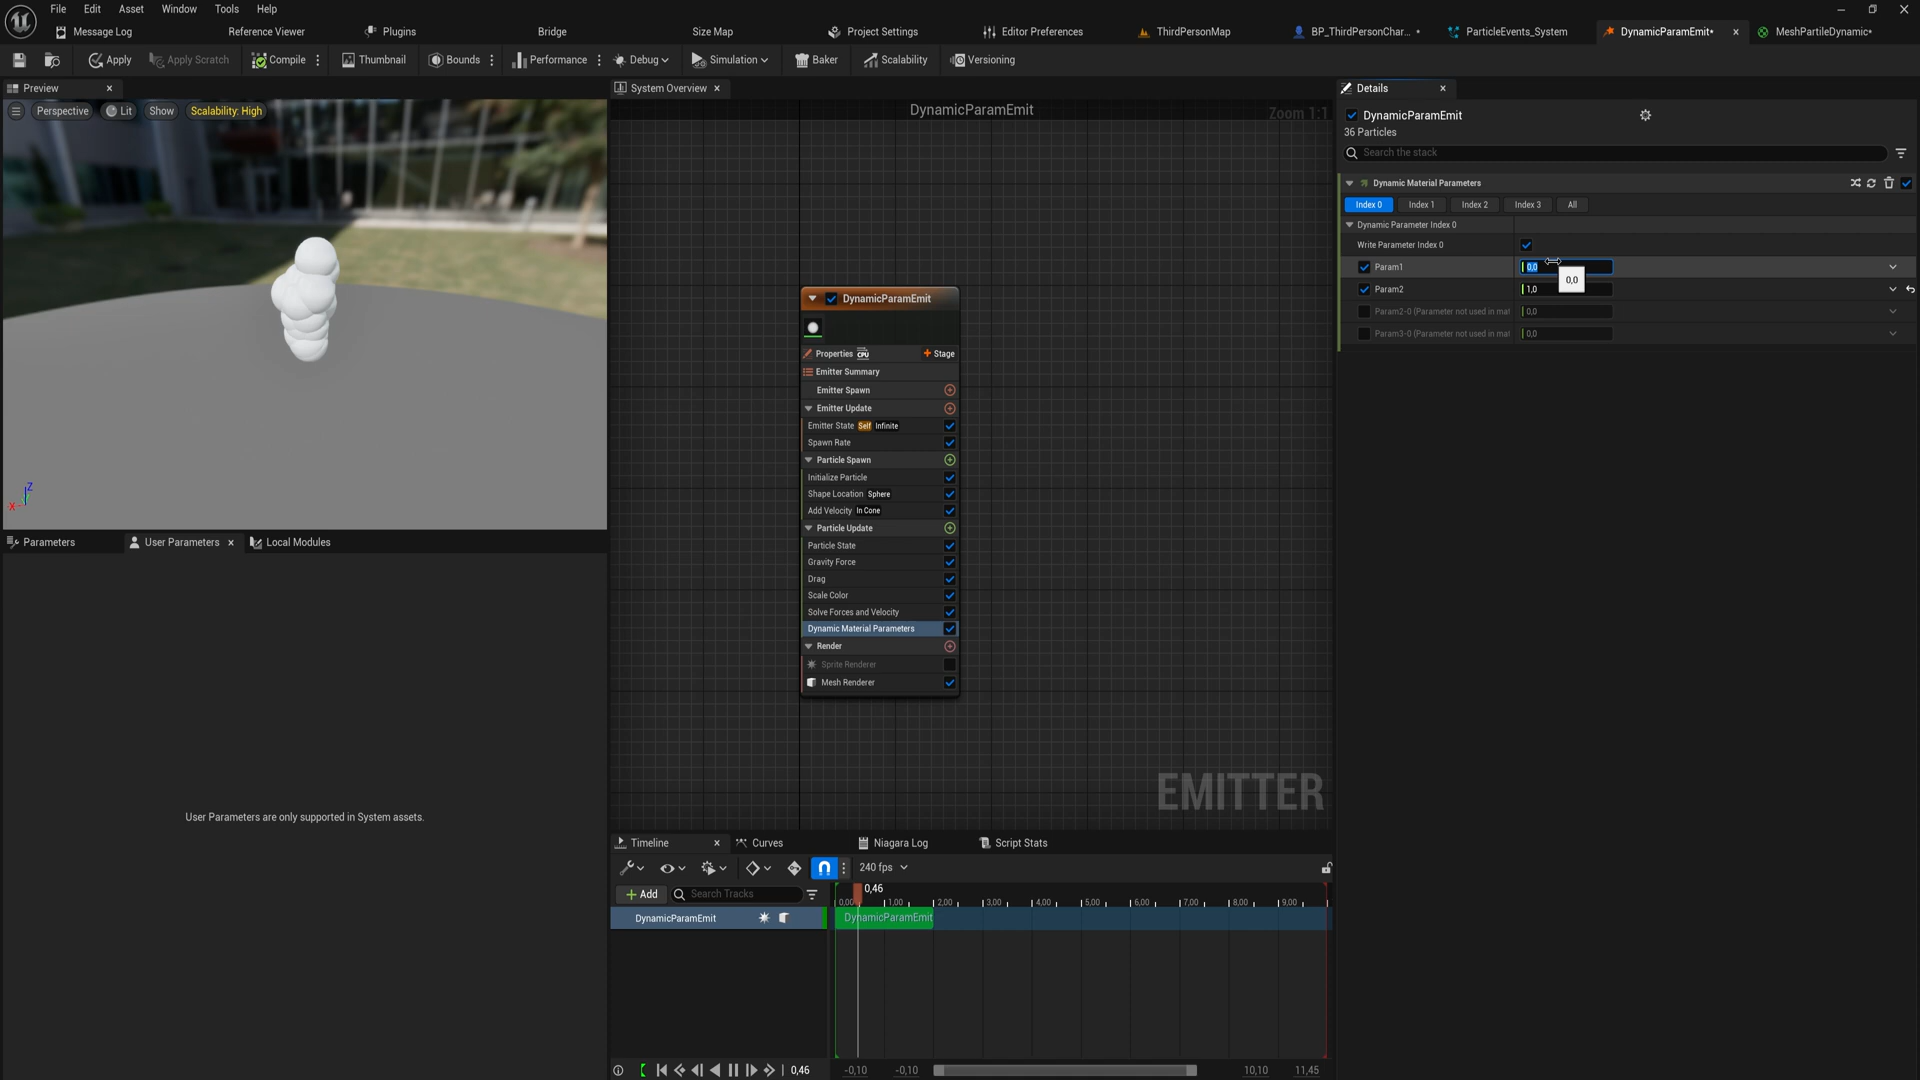 File Edit Asset Window Tools Help
Message Log Reference Viewer Plugins Bridge Size Map Project Settings Editor Preferences ThirdPersonMap BP_ThirdPersonChar... * ParticleEvents_System DynamicParamEmit* MeshPartileDynamic*
Apply Apply Scratch Compile Thumbnail Bounds Performance Debug Simulation Baker Scalability Versioning
Preview
Perspective Lit Show Scalability: High
Z
X
Parameters User Parameters Local Modules
User Parameters are only supported in System assets.
System Overview
DynamicParamEmit
Zoom 1:1
DynamicParamEmit
Properties CPU Stage
Emitter Summary
Emitter Spawn
Emitter Update
Emitter State Self Infinite
Spawn Rate
Particle Spawn
Initialize Particle
Shape Location Sphere
Add Velocity In Cone
Particle Update
Particle State
Gravity Force
Drag
Scale Color
Solve Forces and Velocity
Dynamic Material Parameters
Render
Sprite Renderer
Mesh Renderer
EMITTER
Timeline Curves Niagara Log Script Stats
240 fps
Add Search Tracks
0,46
0,00 1,00 2,00 3,00 4,00 5,00 6,00 7,00 8,00 9,00
DynamicParamEmit DynamicParamEmit
0,46 -0,10 -0,10 10,10 11,45
Details
DynamicParamEmit
36 Particles
Search the stack
Dynamic Material Parameters
Index 0 Index 1 Index 2 Index 3 All
Dynamic Parameter Index 0
Write Parameter Index 0
Param1 0,0
0,0
Param2 1,0
Param2-0 (Parameter not used in mat 0,0
Param3-0 (Parameter not used in mat 0,0